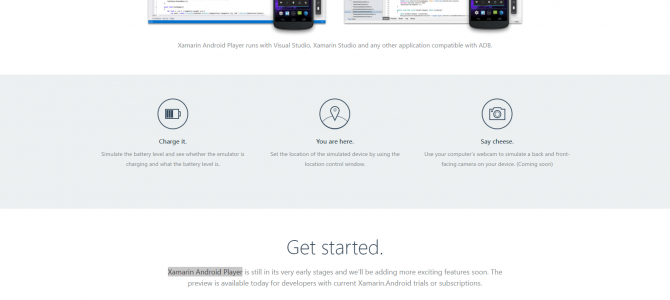 Xamarin Android Player runs with Visual Studio, Xamarin Studio and any other application compatible with ADB.
Charge it.
Simulate the battery level and see whether the emulator is
charging and what the battery level is.
You are here.
Set the location of the simulated device by using the
location control window.
Say cheese.
Use your computer's webcam to simulate a back and front-
facing camera on your device. (Coming soon)
Get started.
Xamarin Android Player is still in its very early stages and we'll be adding more exciting features soon. The
preview is available today for developers with current Xamarin.Android trials or subscriptions.